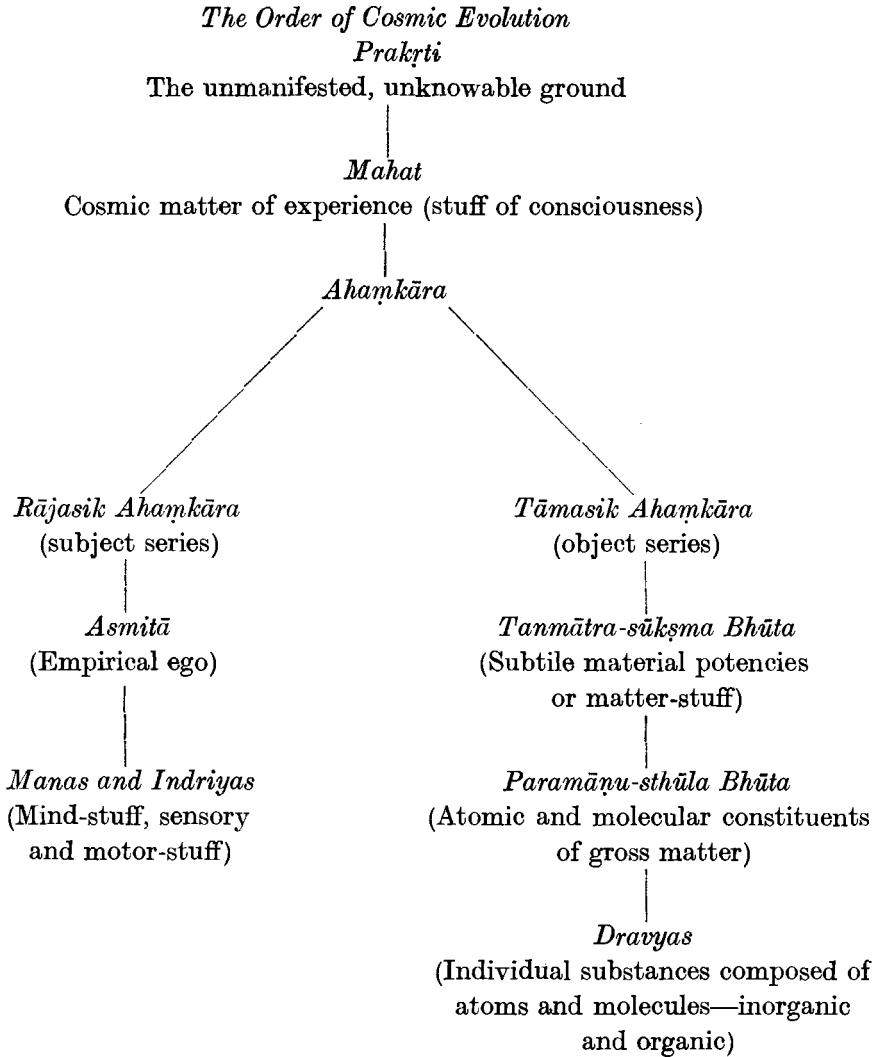 The Order of Cosmic Evolution
Prakṛti
The unmanifested, unknowable ground
Mahat
Cosmic matter of experience (stuff of consciousness)
Ahaṃkāra
Rājasik Ahaṃkāra
(subject series)
Asmitā
(Empirical ego)
Manas and Indriyas
(Mind-stuff, sensory
and motor-stuff)
Tāmasik Ahaṃkāra
(object series)
Tanmātra-sūkṣma Bhūta
(Subtile material potencies
or matter-stuff)
Paramāṇu-sthūla Bhūta
(Atomic and molecular constituents
of gross matter)
Dravyas
(Individual substances composed of
atoms and molecules—inorganic
and organic)